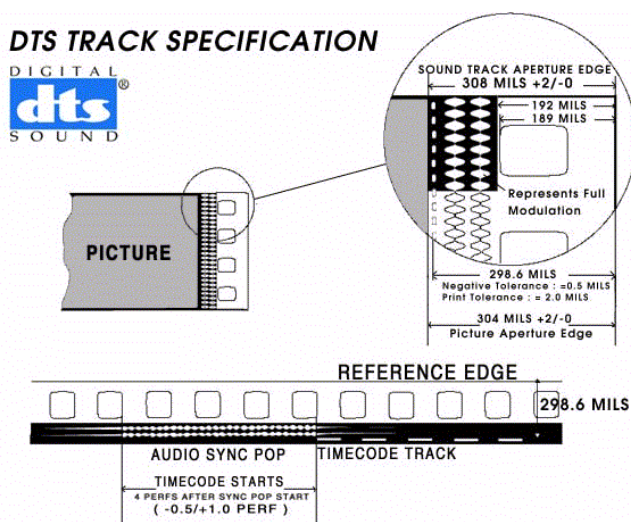 DTS TRACK SPECIFICATION
DIGITAL
dts®
SOUND
SOUND TRACK APERTURE EDGE
308 MILS +2/-0
192 MILS
189 MILS
Represents Full
Modulation
PICTURE
298.6 MILS
Negative Tolerance : =0.5 MILS
Print Tolerance : = 2.0 MILS
304 MILS +2/-0
Picture Aperture Edge
REFERENCE EDGE
298.6 MILS
AUDIO SYNC POP
TIMECODE TRACK
TIMECODE STARTS
4 PERFS AFTER SYNC POP START
( -0.5/+1.0 PERF )